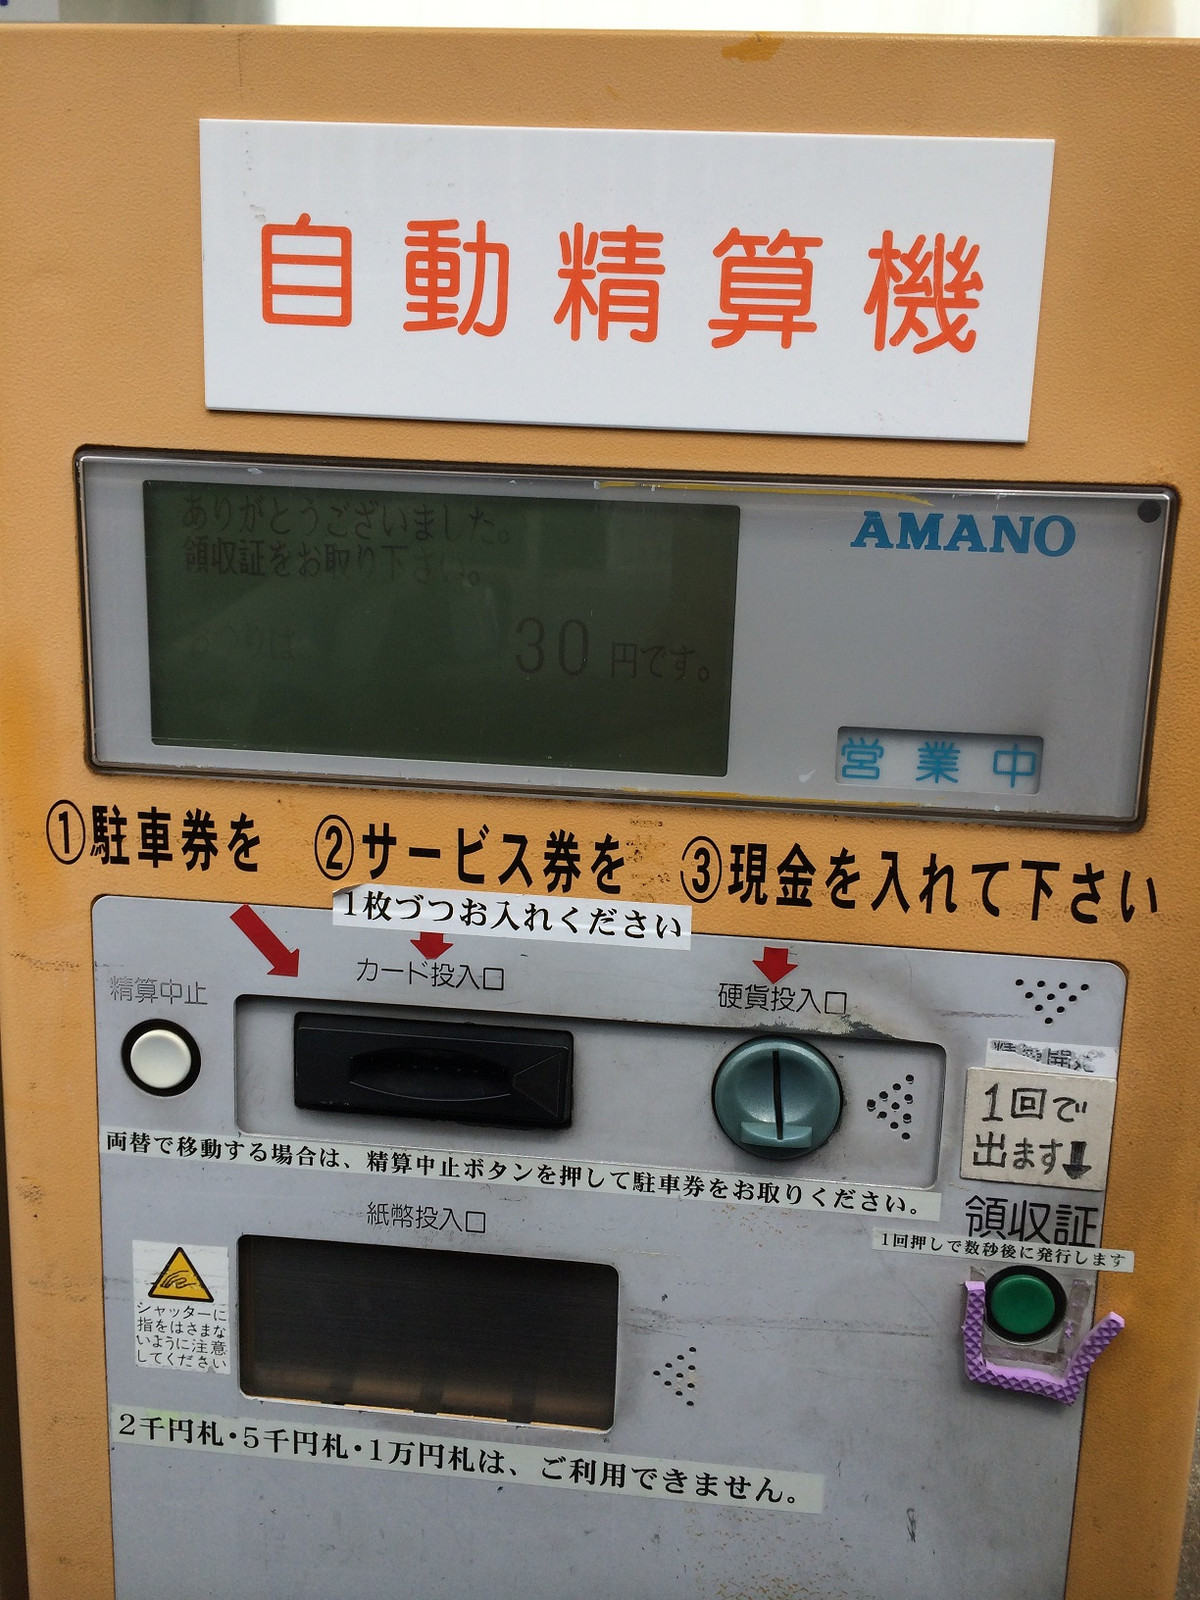 自動精算機
ありがとうございました。
領収証をお取り下さい。
おつりは
30 円です。
AMANO
営業中
①駐車券を ②サービス券を ③現金を入れて下さい
1枚づつお入れください
カード投入口
硬貨投入口
精算中止
1回で
出ます
両替で移動する場合は、精算中止ボタンを押して駐車券をお取りください。
領収証
1回押しで数秒後に発行します
紙幣投入口
シャッターに
指をはさまな
いように注意
してください
2千円札・5千円札・1万円札は、ご利用できません。